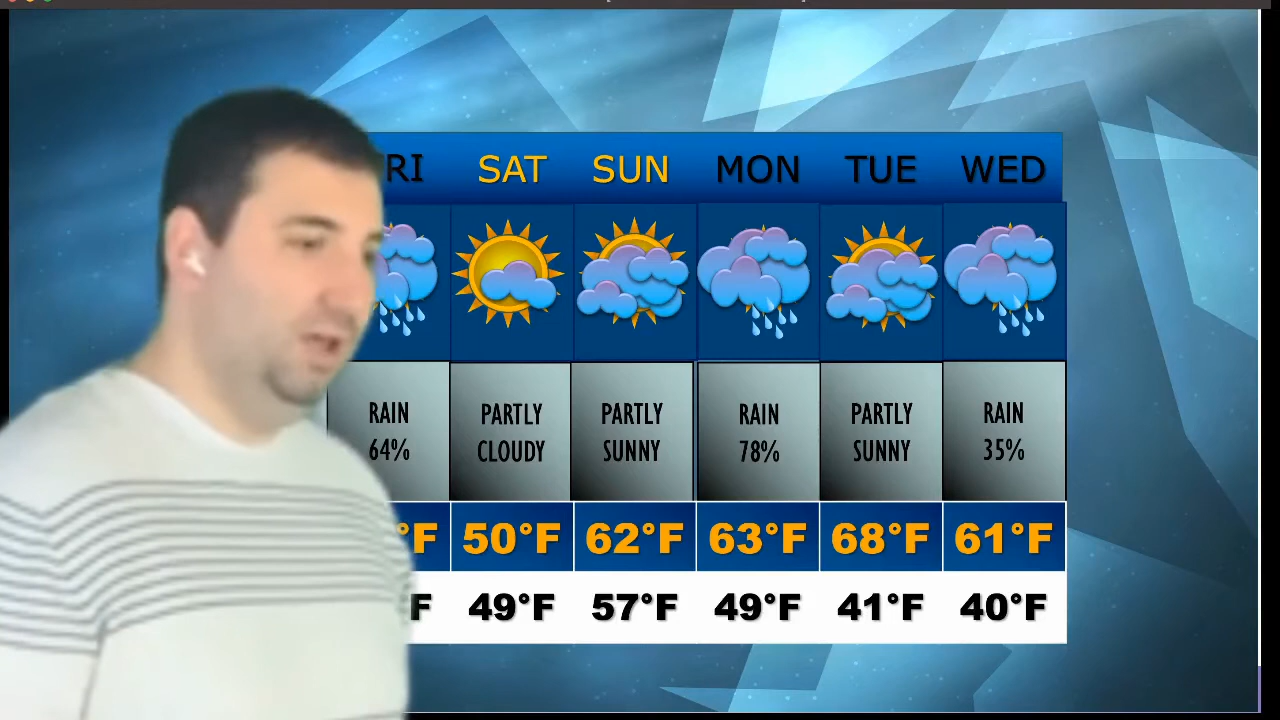 RI SAT SUN MON TUE WED
RAIN PARTLY PARTLY RAIN PARTLY RAIN
64% CLOUDY SUNNY 78% SUNNY 35%
°F 50°F 62°F 63°F 68°F 61°F
F 49°F 57°F 49°F 41°F 40°F